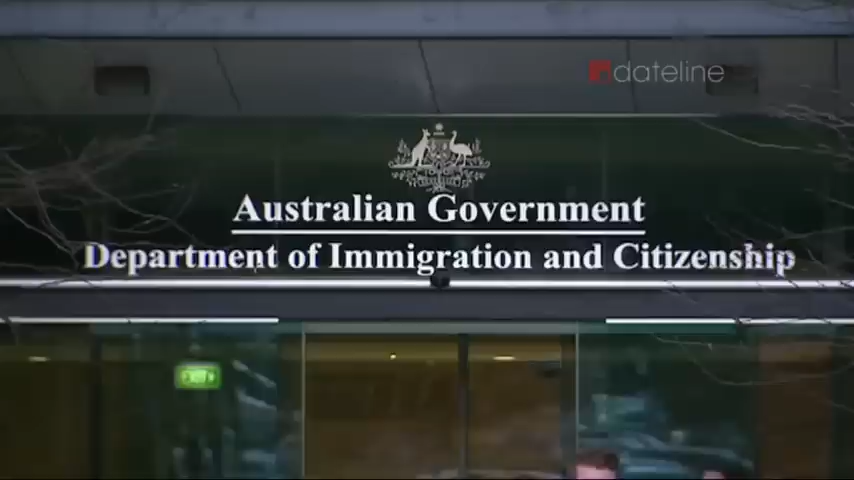 dateline
Australian Government
Department of Immigration and Citizenship
EXIT